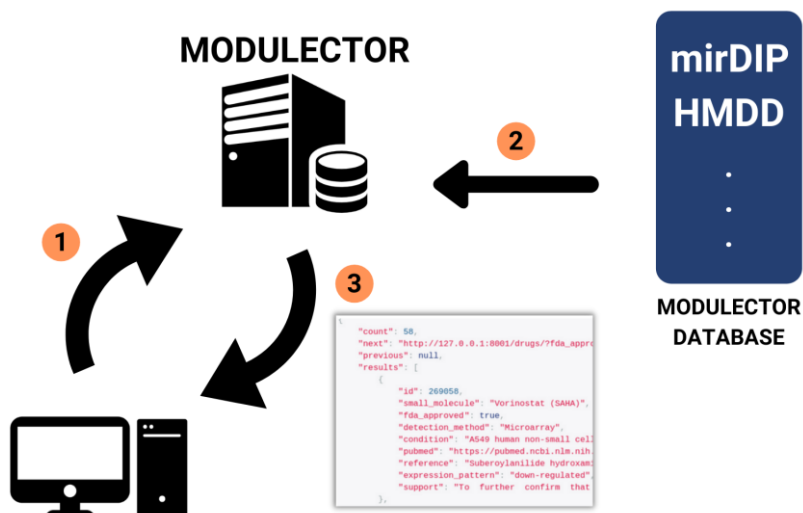 MODULECTOR
mirDIP
HMDD
.
.
.
MODULECTOR
DATABASE
1
2
3
{
"count": 58,
"next": "http://127.0.0.1:8001/drugs/?fda_appro
"previous": null,
"results": [
{
"id": 269058,
"small_molecule": "Vorinostat (SAHA)",
"fda_approved": true,
"detection_method": "Microarray",
"condition": "A549 human non-small cell
"pubmed": "https://pubmed.ncbi.nlm.nih.
"reference": "Suberoylanilide hydroxami
"expression_pattern": "down-regulated",
"support": "To further confirm that
},